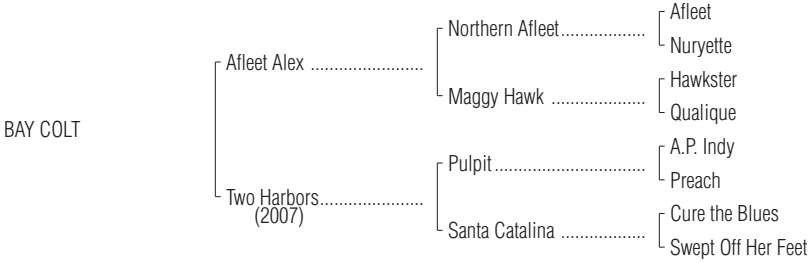 Afleet
Northern Afleet...................
Nuryette
Afleet Alex ........................
Hawkster
Maggy Hawk ....................
Qualique
BAY COLT
A.P. Indy
Pulpit................................
Preach
Two Harbors......................
(2007)
Cure the Blues
Santa Catalina ..................
Swept Off Her Feet